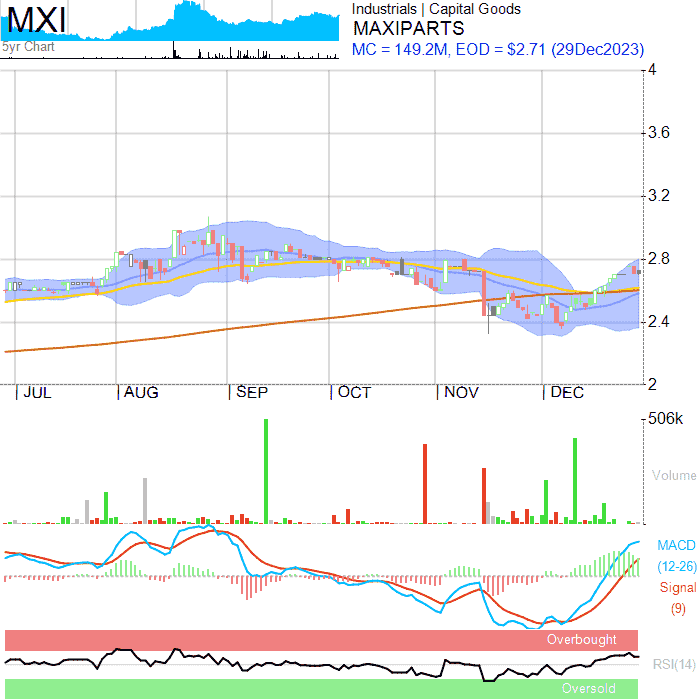 MXI
5yr Chart
Industrials | Capital Goods
MAXIPARTS
MC = 149.2M, EOD = $2.71 (29Dec2023)
4
3.6
3.2
2.8
2.4
2
| JUL | AUG | SEP | OCT | NOV | DEC
506k
Volume
MACD
(12-26)
Signal
(9)
Overbought
RSI(14)
Oversold